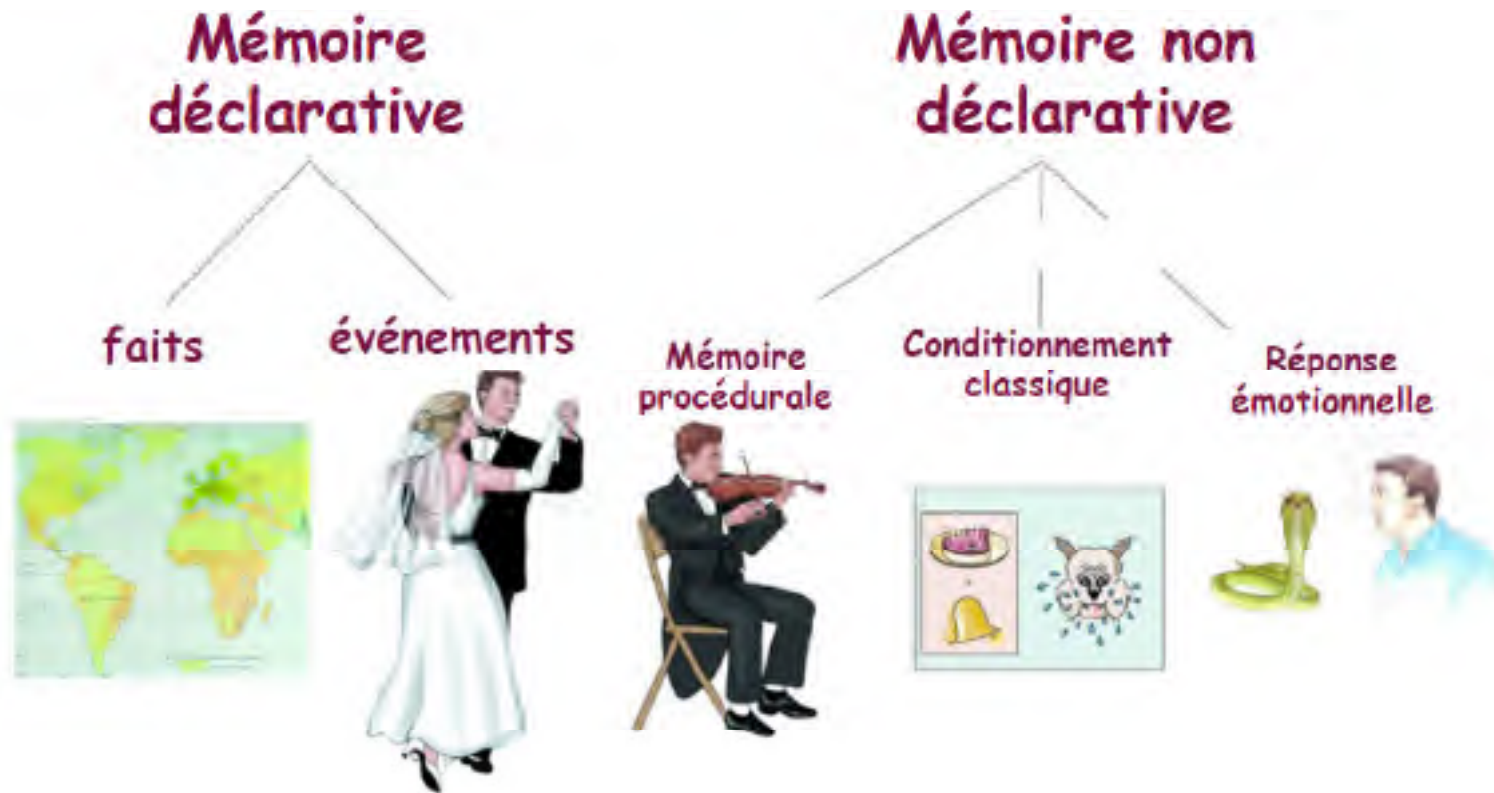 Mémoire
déclarative
Mémoire non
déclarative
faits
événements
Mémoire
procédurale
Conditionnement
classique
Réponse
émotionnelle